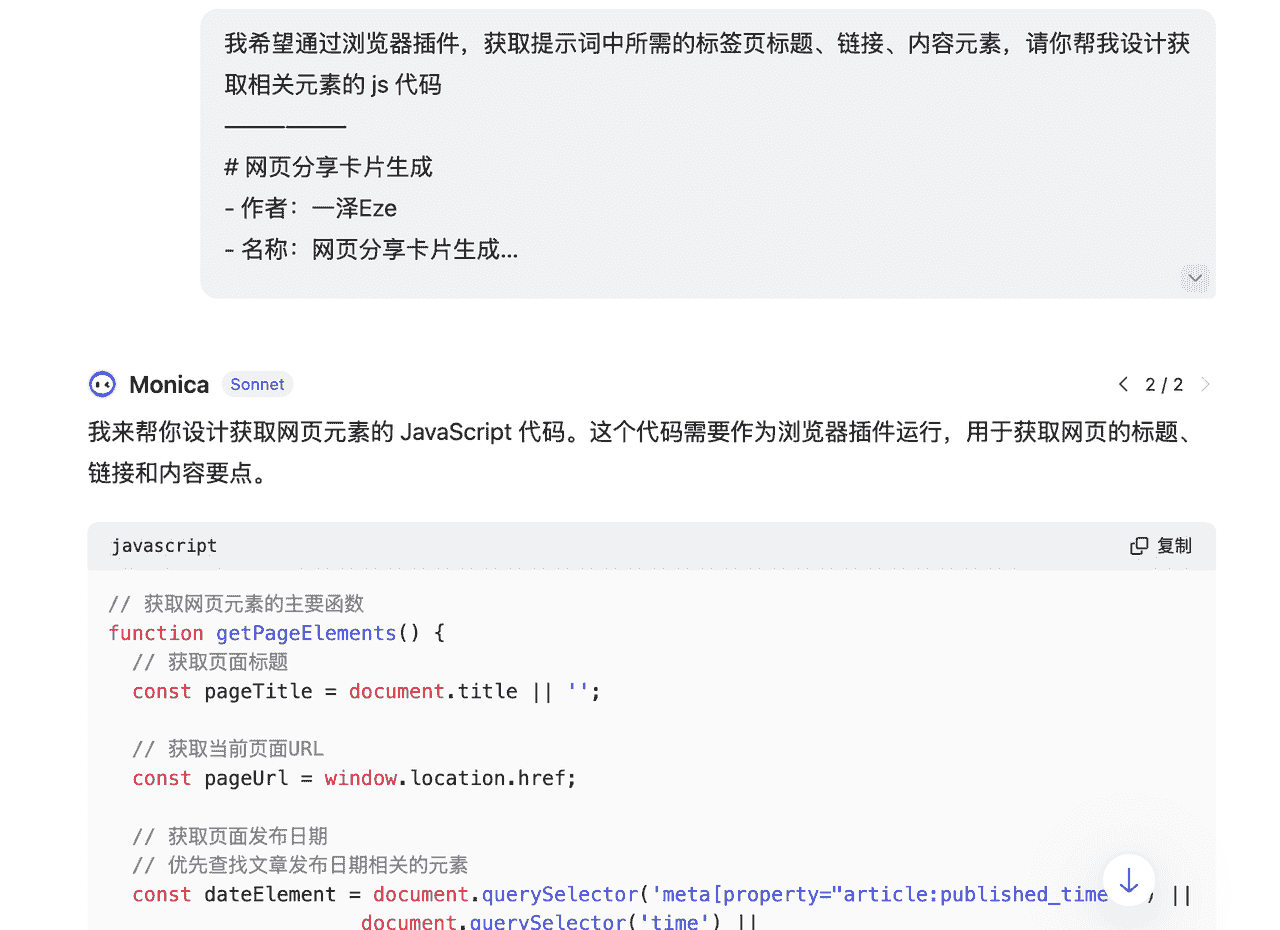 我希望通过浏览器插件，获取提示词中所需的标签页标题、链接、内容元素，请你帮我设计获
取相关元素的 js 代码
——————
# 网页分享卡片生成
- 作者：一泽Eze
- 名称：网页分享卡片生成...
Monica Sonnet 2 / 2
我来帮你设计获取网页元素的 JavaScript 代码。这个代码需要作为浏览器插件运行，用于获取网页的标题、
链接和内容要点。
javascript 复制
// 获取网页元素的主要函数
function getPageElements() {
// 获取页面标题
const pageTitle = document.title || '';
// 获取当前页面URL
const pageUrl = window.location.href;
// 获取页面发布日期
// 优先查找文章发布日期相关的元素
const dateElement = document.querySelector('meta[property="article:published_time ) ||
document.querySelector('time') ||